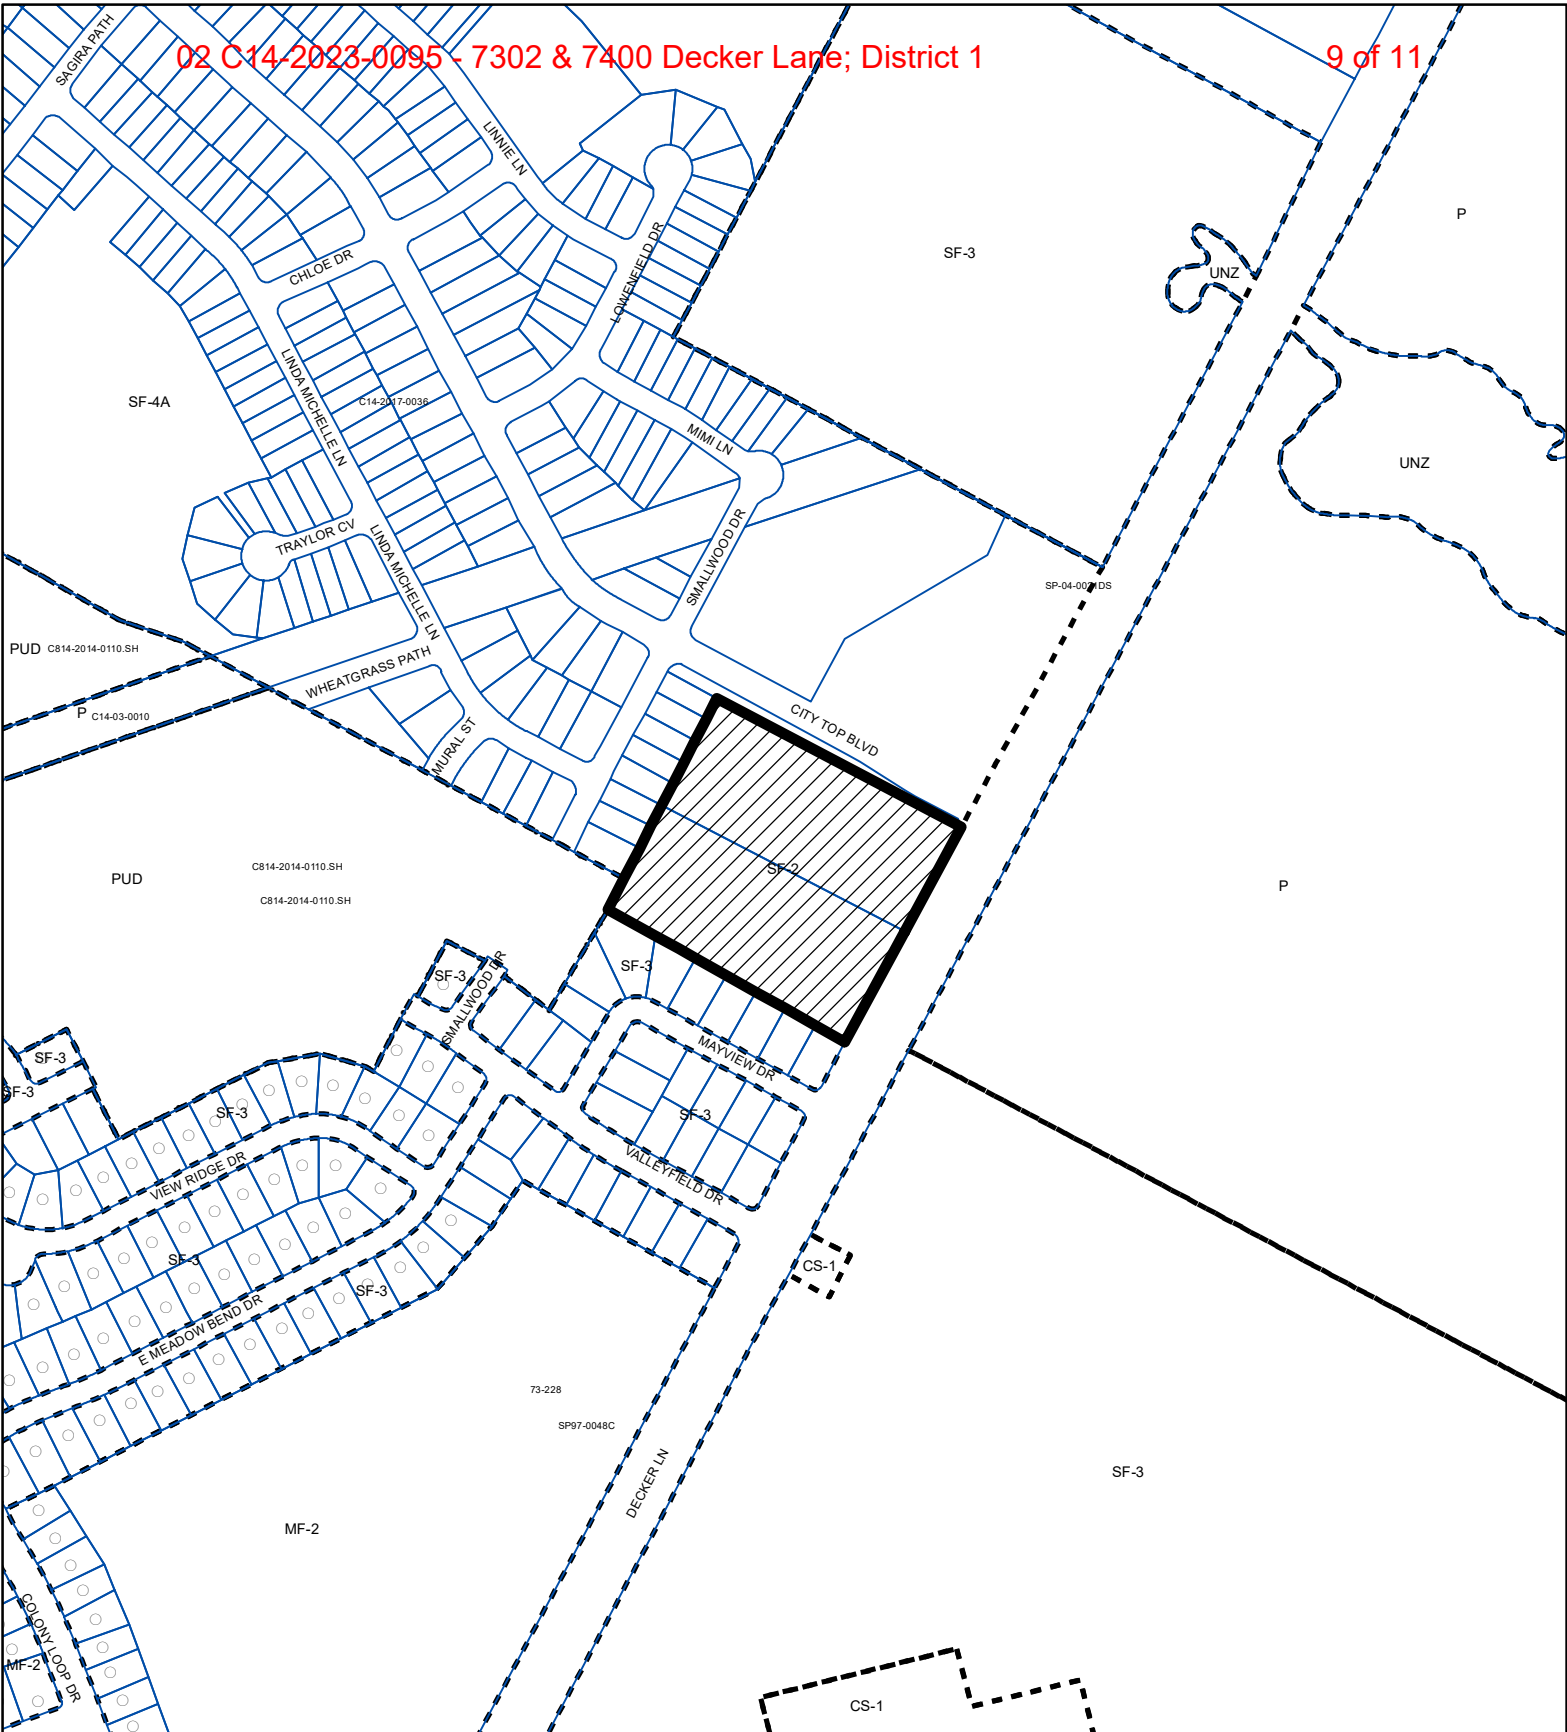 02 C14-2023-0095 - 7302 & 7400 Decker Lane; District 1
9 of 11
SAGIRA PATH
LINNIE LN
P
LOWENFIELD DR
SF-3
CHLOE DR
UNZ
LINDA MICHELLE LN
SF-4A
C14-2017-0036
MIMI LN
UNZ
TRAYLOR CV
LINDA MICHELLE LN
SMALLWOOD DR
PUD
C814-2014-0110.SH
WHEATGRASS PATH
P
C14-03-0010
CITY TOP BLVD
MURAL ST
C814-2014-0110.SH
SF-2
PUD
P
C814-2014-0110.SH
SF-3
SF-3
SMALLWOOD DR
SF-3
MAYVIEW DR
SF-3
SF-3
SF-3
VALLEYFIELD DR
VIEW RIDGE DR
SF-3
CS-1
SF-3
E MEADOW BEND DR
73-228
SP97-0048C
DECKER LN
SF-3
MF-2
COLONY LOOP DR
MF-2
CS-1